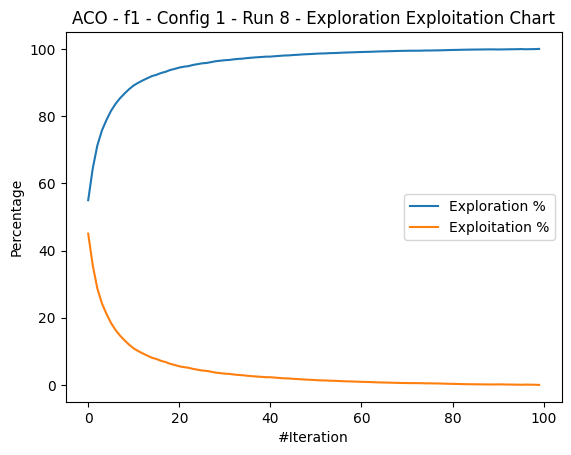 ACO - f1 - Config 1 - Run 8 - Exploration Exploitation Chart
100
80
60
40
20
0
Percentage
Exploration %
Exploitation %
0 20 40 60 80 100
#Iteration